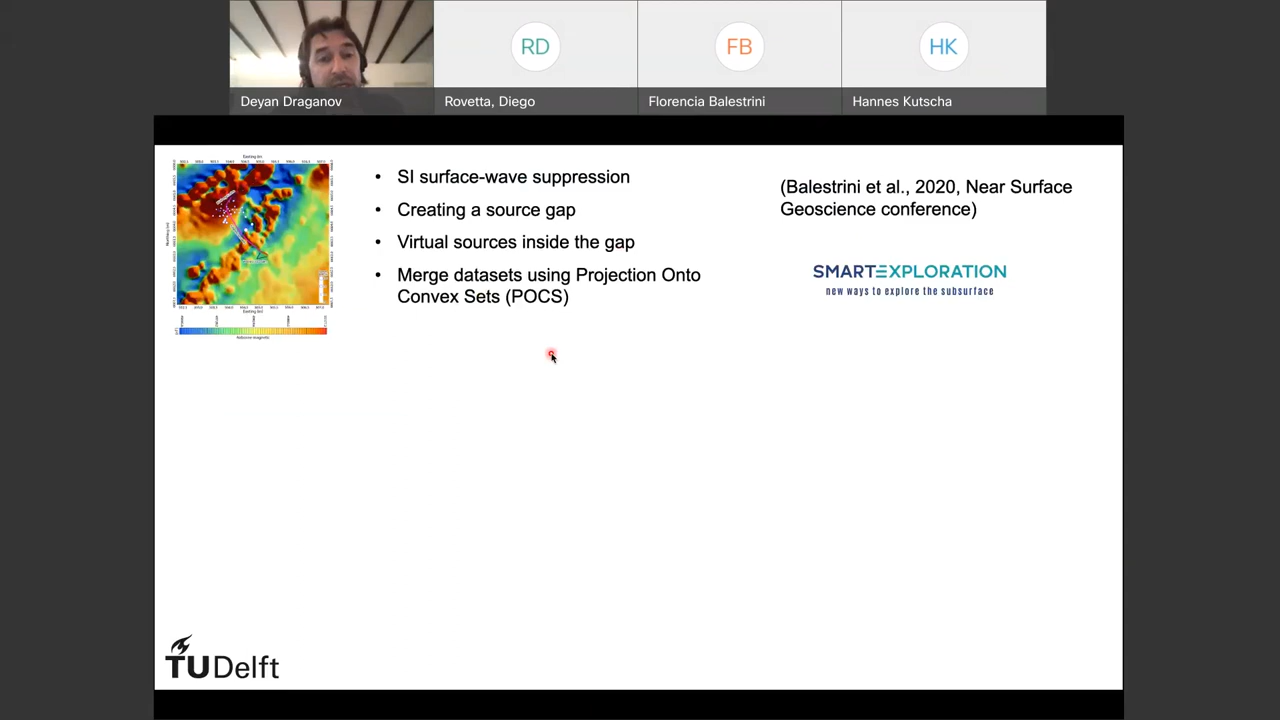 RD
FB
HK
Deyan Draganov
Rovetta, Diego
Florencia Balestrini
Hannes Kutscha
• SI surface-wave suppression
• Creating a source gap
• Virtual sources inside the gap
• Merge datasets using Projection Onto
Convex Sets (POCS)
(Balestrini et al., 2020, Near Surface
Geoscience conference)
SMARTEXPLORATION
new ways to explore the subsurface
TUDelft